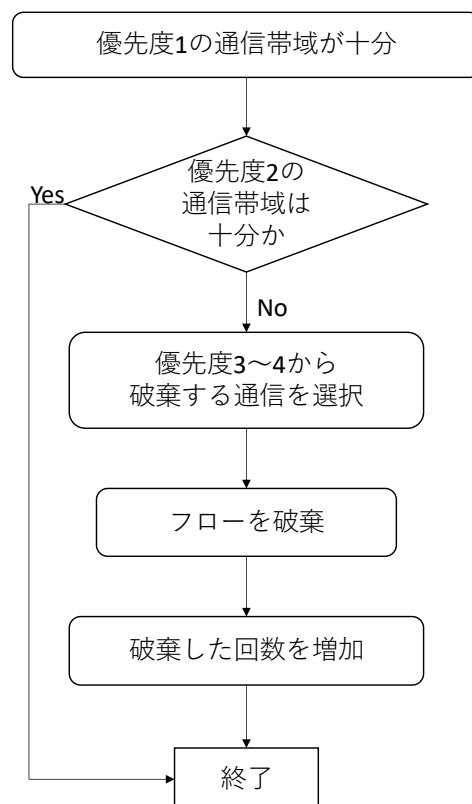 優先度1の通信帯域が十分
優先度2の
通信帯域は
十分か
Yes
No
優先度3～4から
破棄する通信を選択
フローを破棄
破棄した回数を増加
終了